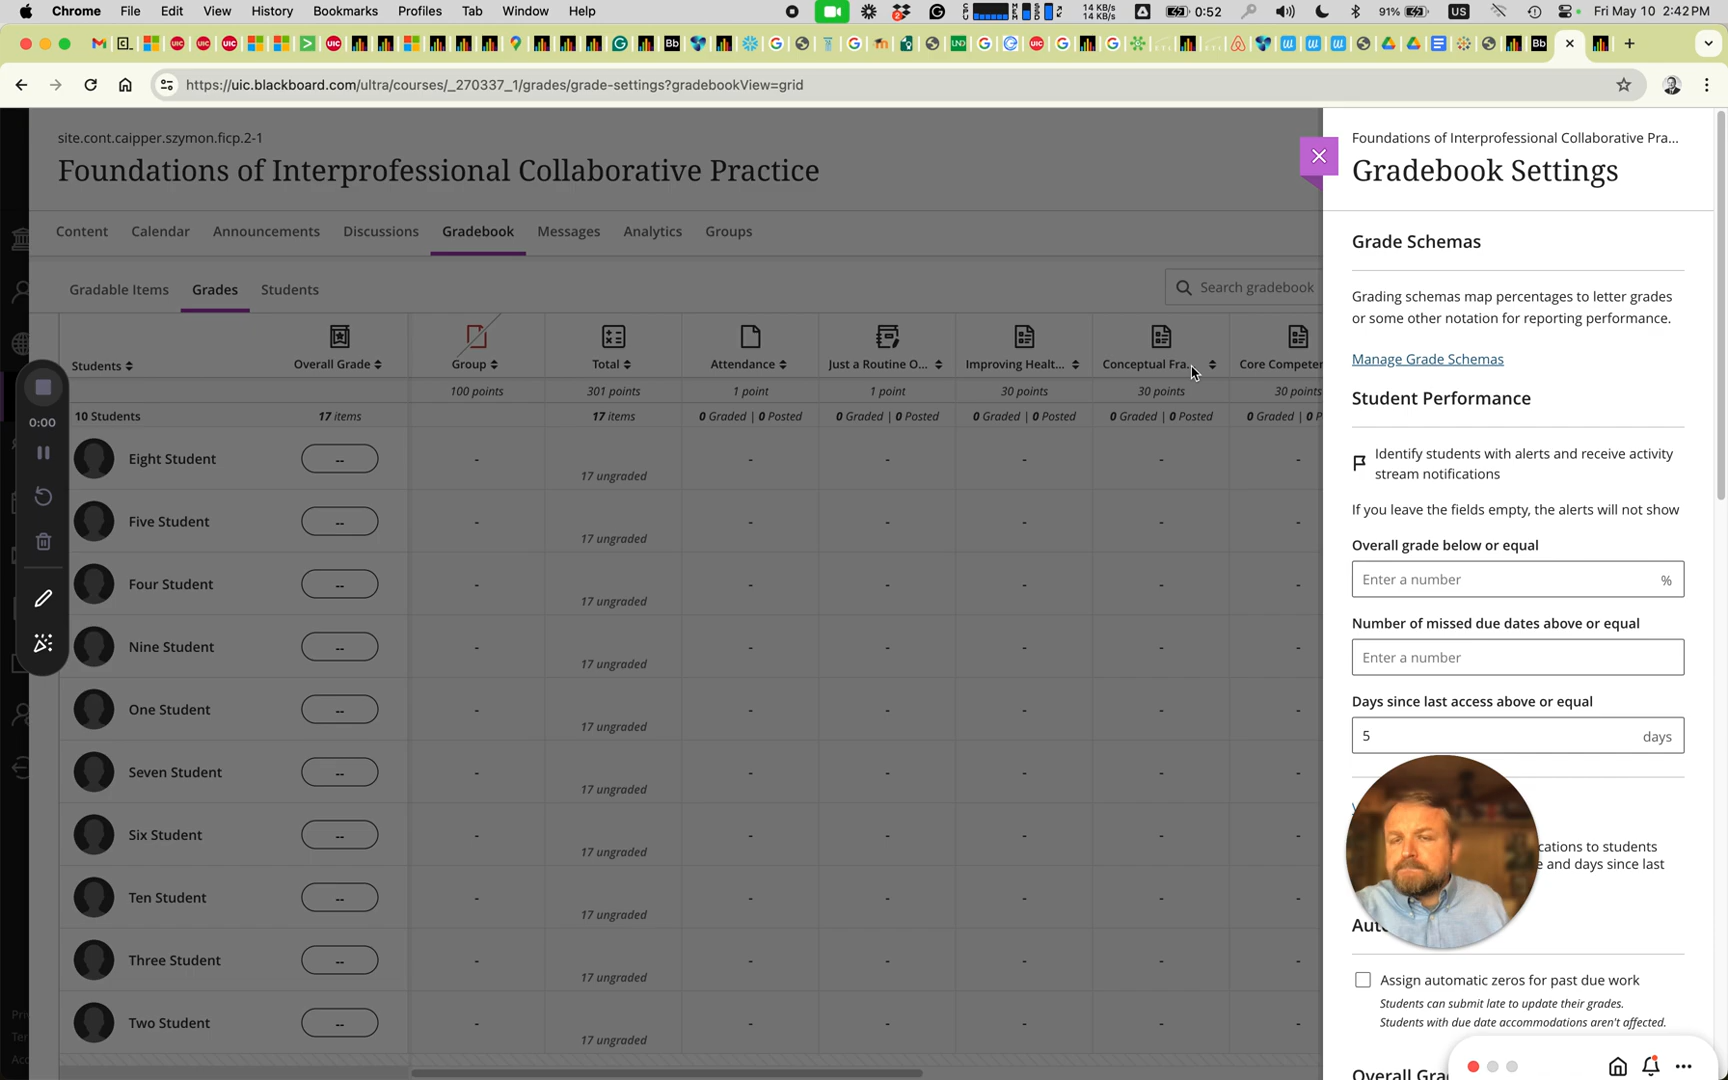 Chrome File Edit View History Bookmarks Profiles Tab Window Help
14 KB/s
14 KB/s
0:52
91%
US
Fri May 10 2:42 PM
https://uic.blackboard.com/ultra/courses/_270337_1/grades/grade-settings?gradebookView=grid
site.cont.caipper.szymon.ficp.2-1
Foundations of Interprofessional Collaborative Practice
Content Calendar Announcements Discussions Gradebook Messages Analytics Groups
Gradable Items Grades Students
Search gradebook
Students Overall Grade Group Total Attendance Just a Routine O... Improving Healt... Conceptual Fra... Core Competen
100 points 301 points 1 point 1 point 30 points 30 points 30 points
10 Students 17 items 17 items 0 Graded | 0 Posted 0 Graded | 0 Posted 0 Graded | 0 Posted 0 Graded | 0 Posted 0 Graded | 0 P
0:00
Eight Student -- - 17 ungraded - - - - -
Five Student -- - 17 ungraded - - - - -
Four Student -- - 17 ungraded - - - - -
Nine Student -- - 17 ungraded - - - - -
One Student -- - 17 ungraded - - - - -
Seven Student -- - 17 ungraded - - - - -
Six Student -- - 17 ungraded - - - - -
Ten Student -- - 17 ungraded - - - - -
Three Student -- - 17 ungraded - - - - -
Two Student -- - 17 ungraded - - - - -
Foundations of Interprofessional Collaborative Pra...
Gradebook Settings
Grade Schemas
Grading schemas map percentages to letter grades
or some other notation for reporting performance.
Manage Grade Schemas
Student Performance
Identify students with alerts and receive activity
stream notifications
If you leave the fields empty, the alerts will not show
Overall grade below or equal
Enter a number %
Number of missed due dates above or equal
Enter a number
Days since last access above or equal
5 days
cations to students
e and days since last
Aut
Assign automatic zeros for past due work
Students can submit late to update their grades.
Students with due date accommodations aren't affected.
Overall Gra